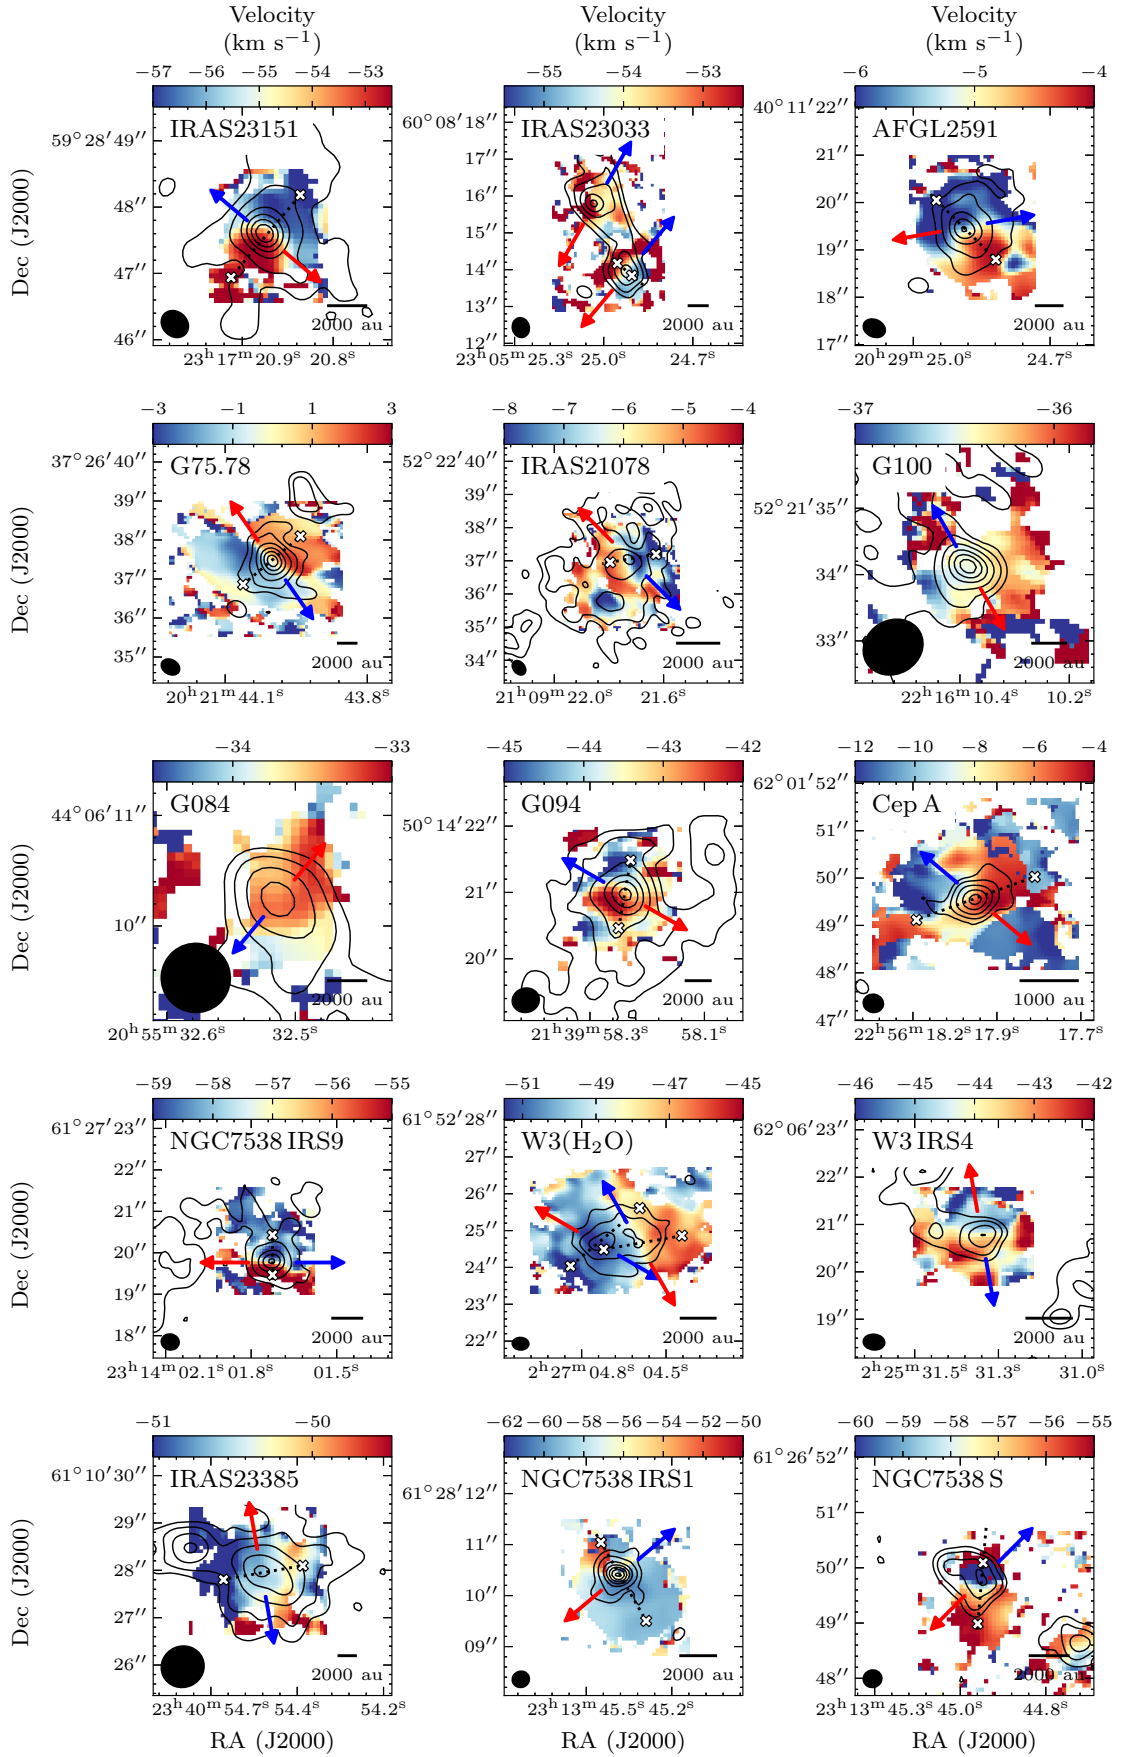 Velocity Velocity Velocity
(km s⁻¹) (km s⁻¹) (km s⁻¹)
−57 −56 −55 −54 −53 −55 −54 −53 −6 −5 −4
IRAS23151 IRAS23033 AFGL2591
59°28′49′′ 48′′ 47′′ 46′′
60°08′18′′ 17′′ 16′′ 15′′ 14′′ 13′′ 12′′
40°11′22′′ 21′′ 20′′ 19′′ 18′′ 17′′
Dec (J2000)
2000 au 2000 au 2000 au
23ʰ17ᵐ20.9ˢ 20.8ˢ 23ʰ05ᵐ25.3ˢ 25.0ˢ 24.7ˢ 20ʰ29ᵐ25.0ˢ 24.7ˢ
−3 −1 1 3 −8 −7 −6 −5 −4 −37 −36
G75.78 IRAS21078 G100
37°26′40′′ 39′′ 38′′ 37′′ 36′′ 35′′
52°22′40′′ 39′′ 38′′ 37′′ 36′′ 35′′ 34′′
52°21′35′′ 34′′ 33′′
Dec (J2000)
2000 au 2000 au 2000 au
20ʰ21ᵐ44.1ˢ 43.8ˢ 21ʰ09ᵐ22.0ˢ 21.6ˢ 22ʰ16ᵐ10.4ˢ 10.2ˢ
−34 −33 −45 −44 −43 −42 −12 −10 −8 −6 −4
G084 G094 Cep A
44°06′11′′ 10′′
50°14′22′′ 21′′ 20′′
62°01′52′′ 51′′ 50′′ 49′′ 48′′ 47′′
Dec (J2000)
2000 au 2000 au 1000 au
20ʰ55ᵐ32.6ˢ 32.5ˢ 21ʰ39ᵐ58.3ˢ 58.1ˢ 22ʰ56ᵐ18.2ˢ 17.9ˢ 17.7ˢ
−59 −58 −57 −56 −55 −51 −49 −47 −45 −46 −45 −44 −43 −42
NGC7538 IRS9 W3(H₂O) W3 IRS4
61°27′23′′ 22′′ 21′′ 20′′ 19′′ 18′′
61°52′28′′ 27′′ 26′′ 25′′ 24′′ 23′′ 22′′
62°06′23′′ 22′′ 21′′ 20′′ 19′′
Dec (J2000)
2000 au 2000 au 2000 au
23ʰ14ᵐ02.1ˢ 01.8ˢ 01.5ˢ 2ʰ27ᵐ04.8ˢ 04.5ˢ 2ʰ25ᵐ31.5ˢ 31.3ˢ 31.0ˢ
−51 −50 −62 −60 −58 −56 −54 −52 −50 −60 −59 −58 −57 −56 −55
IRAS23385 NGC7538 IRS1 NGC7538 S
61°10′30′′ 29′′ 28′′ 27′′ 26′′
61°28′12′′ 11′′ 10′′ 09′′
61°26′52′′ 51′′ 50′′ 49′′ 48′′
Dec (J2000)
2000 au 2000 au 2000 au
23ʰ40ᵐ54.7ˢ 54.4ˢ 54.2ˢ 23ʰ13ᵐ45.5ˢ 45.2ˢ 23ʰ13ᵐ45.3ˢ 45.0ˢ 44.8ˢ
RA (J2000) RA (J2000) RA (J2000)